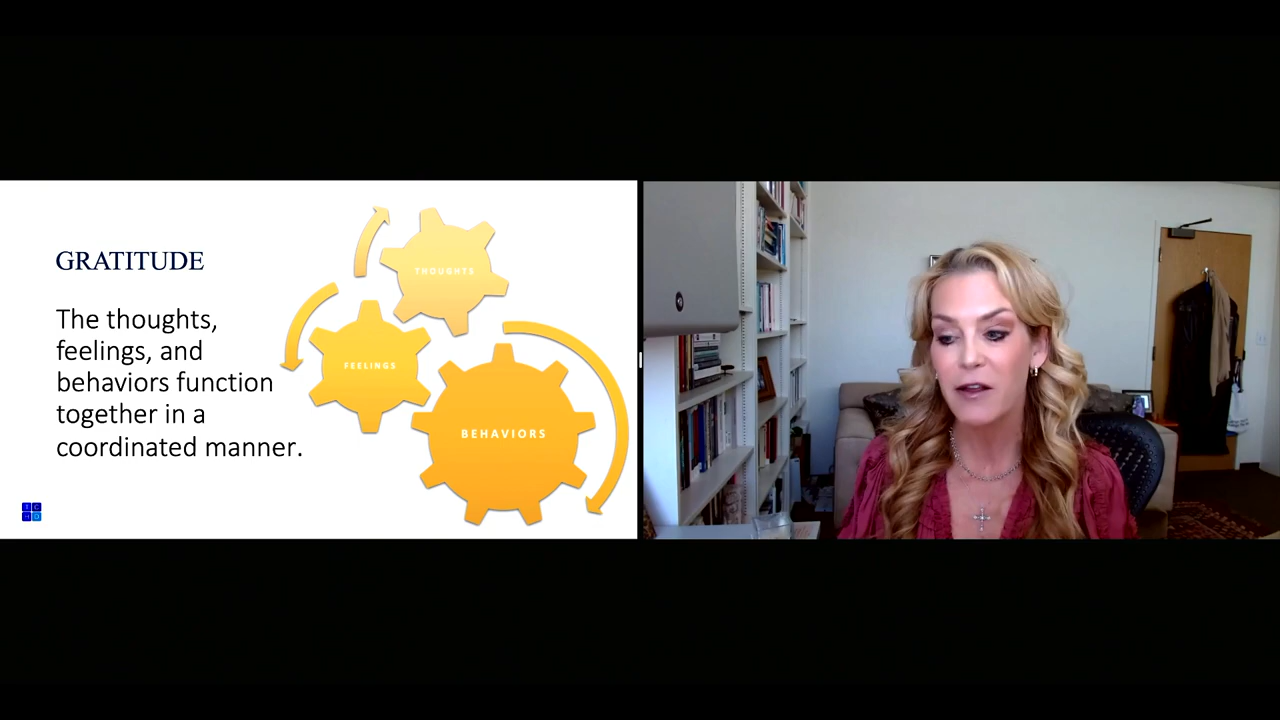 GRATITUDE
The thoughts,
feelings, and
behaviors function
together in a
coordinated manner.
THOUGHTS
FEELINGS
BEHAVIORS
T C
H D